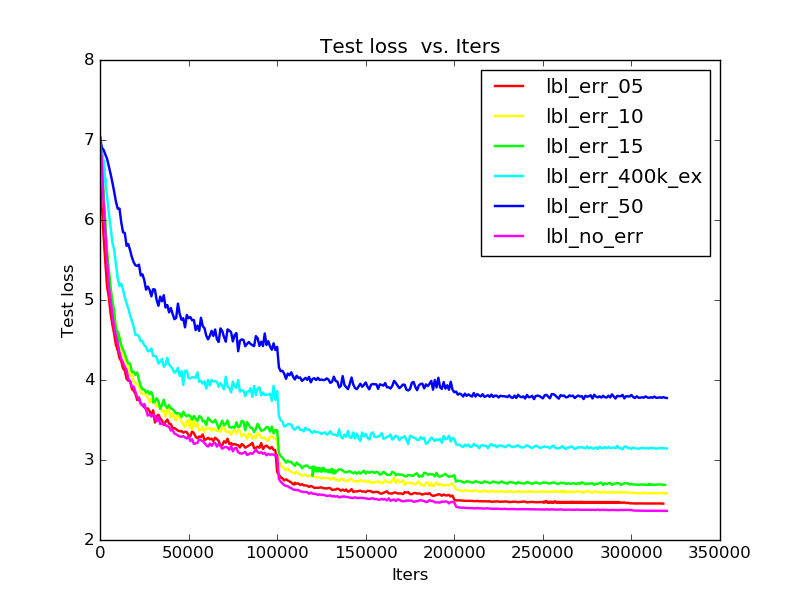 Test loss  vs. Iters
8
7
6
5
4
3
2
Test loss
lbl_err_05
lbl_err_10
lbl_err_15
lbl_err_400k_ex
lbl_err_50
lbl_no_err
0 50000 100000 150000 200000 250000 300000 350000
Iters